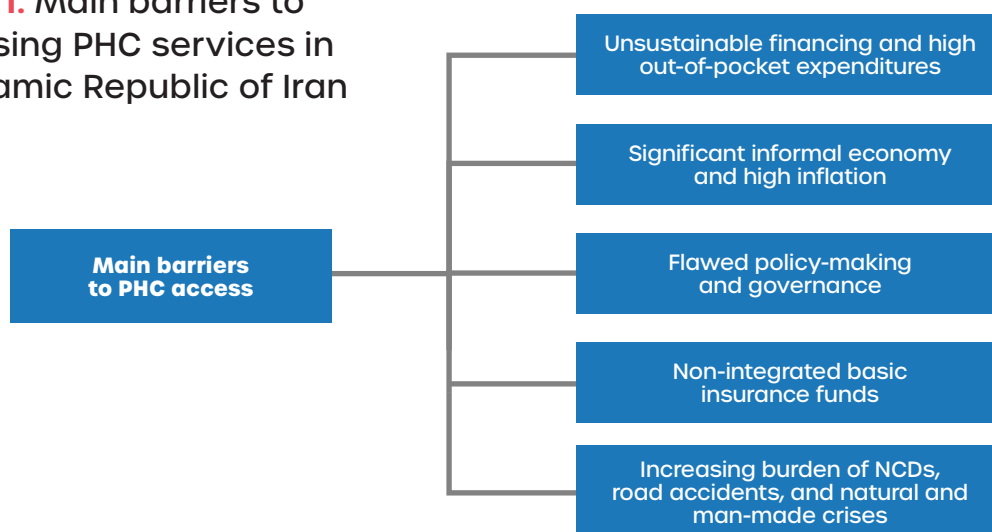 1. Main barriers to
sing PHC services in
amic Republic of Iran
Main barriers
to PHC access
Unsustainable financing and high
out-of-pocket expenditures
Significant informal economy
and high inflation
Flawed policy-making
and governance
Non-integrated basic
insurance funds
Increasing burden of NCDs,
road accidents, and natural and
man-made crises